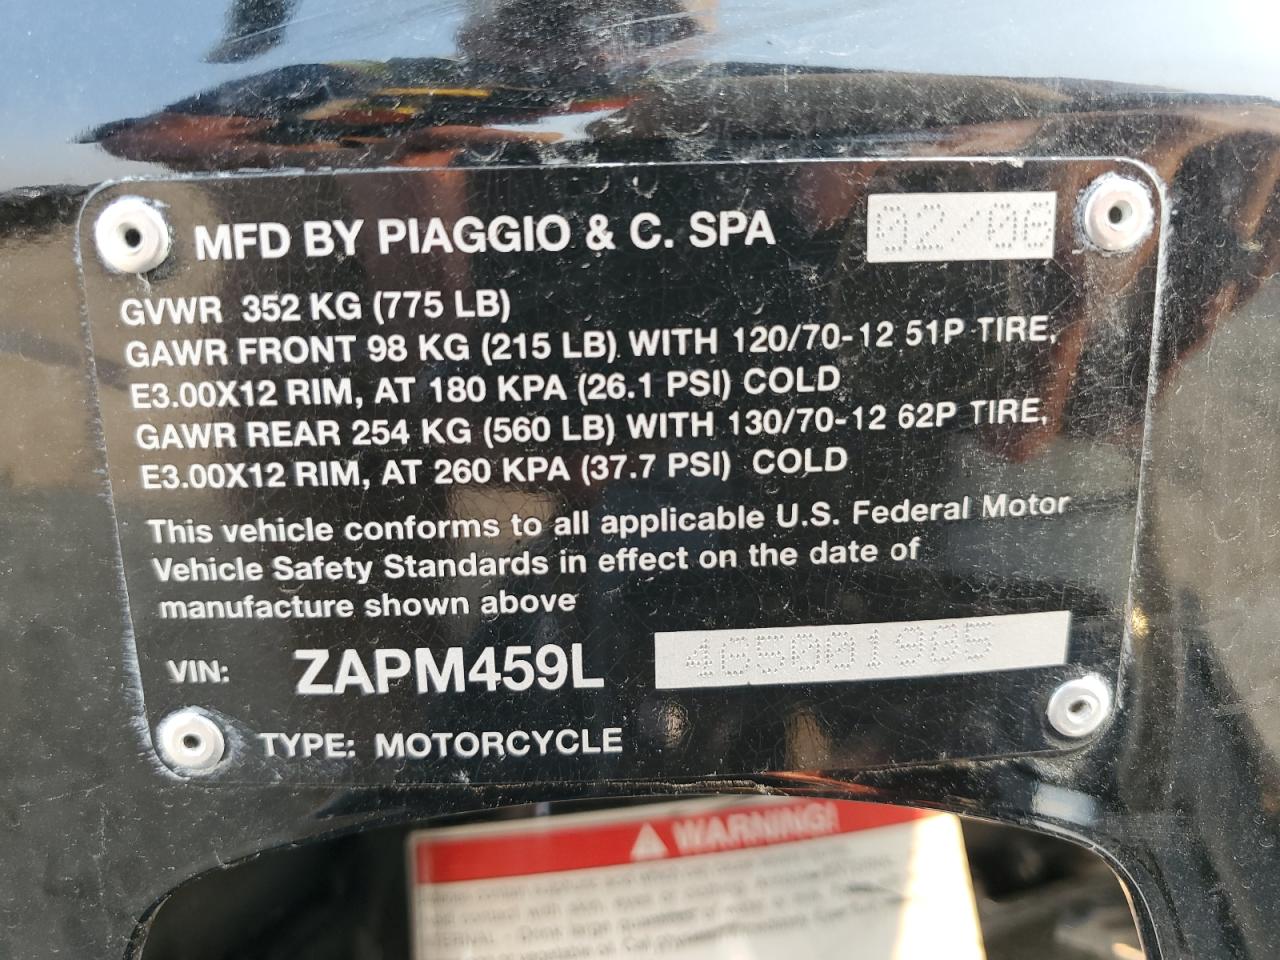 MFD BY PIAGGIO & C. SPA 02/06
GVWR 352 KG (775 LB)
GAWR FRONT 98 KG (215 LB) WITH 120/70-12 51P TIRE,
E3.00X12 RIM, AT 180 KPA (26.1 PSI) COLD
GAWR REAR 254 KG (560 LB) WITH 130/70-12 62P TIRE,
E3.00X12 RIM, AT 260 KPA (37.7 PSI) COLD
This vehicle conforms to all applicable U.S. Federal Motor
Vehicle Safety Standards in effect on the date of
manufacture shown above
VIN: ZAPM459L
TYPE: MOTORCYCLE
WARNING!